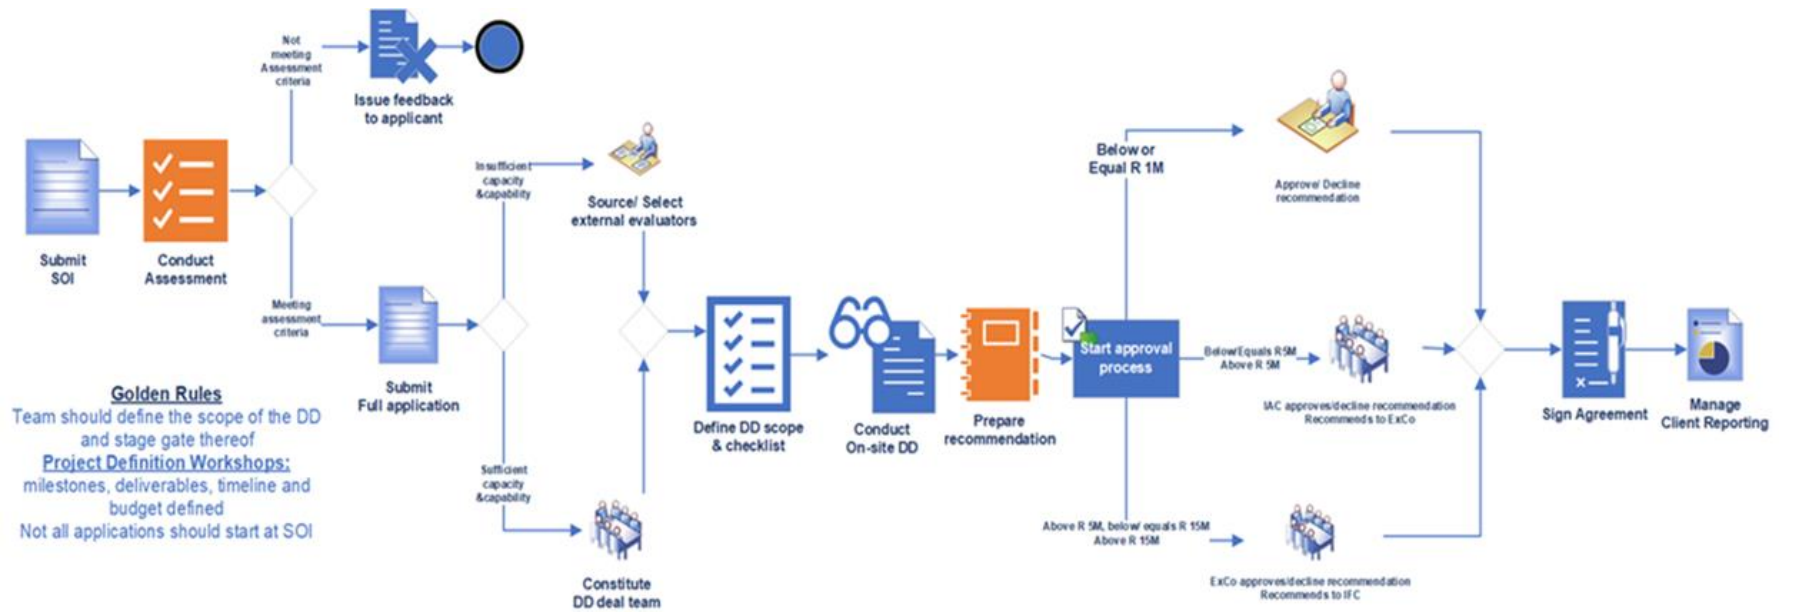 Not
meeting
Assessment
criteria
Issue feedback
to applicant
Submit
SOI
Conduct
Assessment
Meeting
assessment
criteria
Submit
Full application
Insufficient
capacity
&capability
Source/ Select
external evaluators
Sufficient
capacity
&capability
Constitute
DD deal team
Define DD scope
& checklist
Conduct
On-site DD
Prepare
recommendation
Start approval
process
Below or
Equal R 1M
Approve/ Decline
recommendation
Below/Equals R5M
Above R 5M
IAC approves/decline recommendation
Recommends to ExCo
Above R 5M, below/ equals R 15M
Above R 15M
ExCo approves/decline recommendation
Recommends to IFC
Sign Agreement
Manage
Client Reporting
Golden Rules
Team should define the scope of the DD
and stage gate thereof
Project Definition Workshops:
milestones, deliverables, timeline and
budget defined
Not all applications should start at SOI